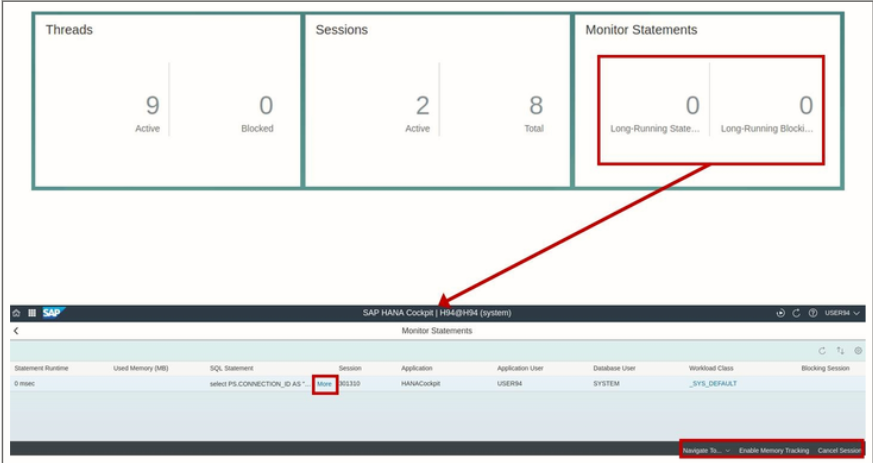 Threads
Sessions
Monitor Statements
9
0
2
8
0
0
Active
Blocked
Active
Total
Long-Running State...
Long-Running Blocki...
SAP
SAP HANA Cockpit | H94@H94 (system)
USER94
Monitor Statements
Statement Runtime Used Memory (MB) SQL Statement Session Application Application User Database User Workload Class Blocking Session
0 msec select PS.CONNECTION_ID AS "... More 301310 HANACockpit USER94 SYSTEM _SYS_DEFAULT
Navigate To... Enable Memory Tracking Cancel Session